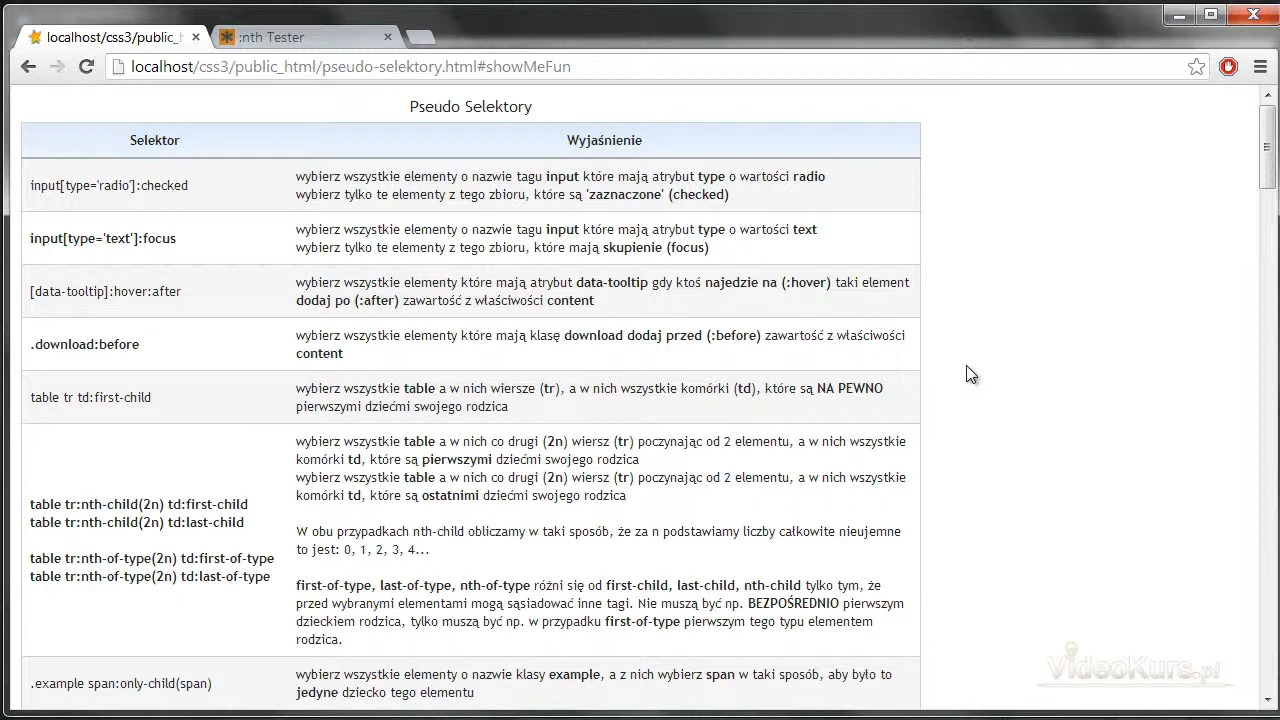 localhost/css3/public_h
:nth Tester
localhost/css3/public_html/pseudo-selektory.html#showMeFun
Pseudo Selektory
Selektor
Wyjaśnienie
input[type='radio']:checked
wybierz wszystkie elementy o nazwie tagu input które mają atrybut type o wartości radio
wybierz tylko te elementy z tego zbioru, które są 'zaznaczone' (checked)
input[type='text']:focus
wybierz wszystkie elementy o nazwie tagu input które mają atrybut type o wartości text
wybierz tylko te elementy z tego zbioru, które mają skupienie (focus)
[data-tooltip]:hover:after
wybierz wszystkie elementy które mają atrybut data-tooltip gdy ktoś najedzie na (:hover) taki element
dodaj po (:after) zawartość z właściwości content
.download:before
wybierz wszystkie elementy które mają klasę download dodaj przed (:before) zawartość z właściwości
content
table tr td:first-child
wybierz wszystkie table a w nich wiersze (tr), a w nich wszystkie komórki (td), które są NA PEWNO
pierwszymi dziećmi swojego rodzica
table tr:nth-child(2n) td:first-child
table tr:nth-child(2n) td:last-child
table tr:nth-of-type(2n) td:first-of-type
table tr:nth-of-type(2n) td:last-of-type
wybierz wszystkie table a w nich co drugi (2n) wiersz (tr) poczynając od 2 elementu, a w nich wszystkie
komórki td, które są pierwszymi dziećmi swojego rodzica
wybierz wszystkie table a w nich co drugi (2n) wiersz (tr) poczynając od 2 elementu, a w nich wszystkie
komórki td, które są ostatnimi dziećmi swojego rodzica
W obu przypadkach nth-child obliczamy w taki sposób, że za n podstawiamy liczby całkowite nieujemne
to jest: 0, 1, 2, 3, 4...
first-of-type, last-of-type, nth-of-type różni się od first-child, last-child, nth-child tylko tym, że
przed wybranymi elementami mogą sąsiadować inne tagi. Nie muszą być np. BEZPOŚREDNIO pierwszym
dzieckiem rodzica, tylko muszą być np. w przypadku first-of-type pierwszym tego typu elementem
rodzica.
.example span:only-child(span)
wybierz wszystkie elementy o nazwie klasy example, a z nich wybierz span w taki sposób, aby było to
jedyne dziecko tego elementu
VideoKurs.pl